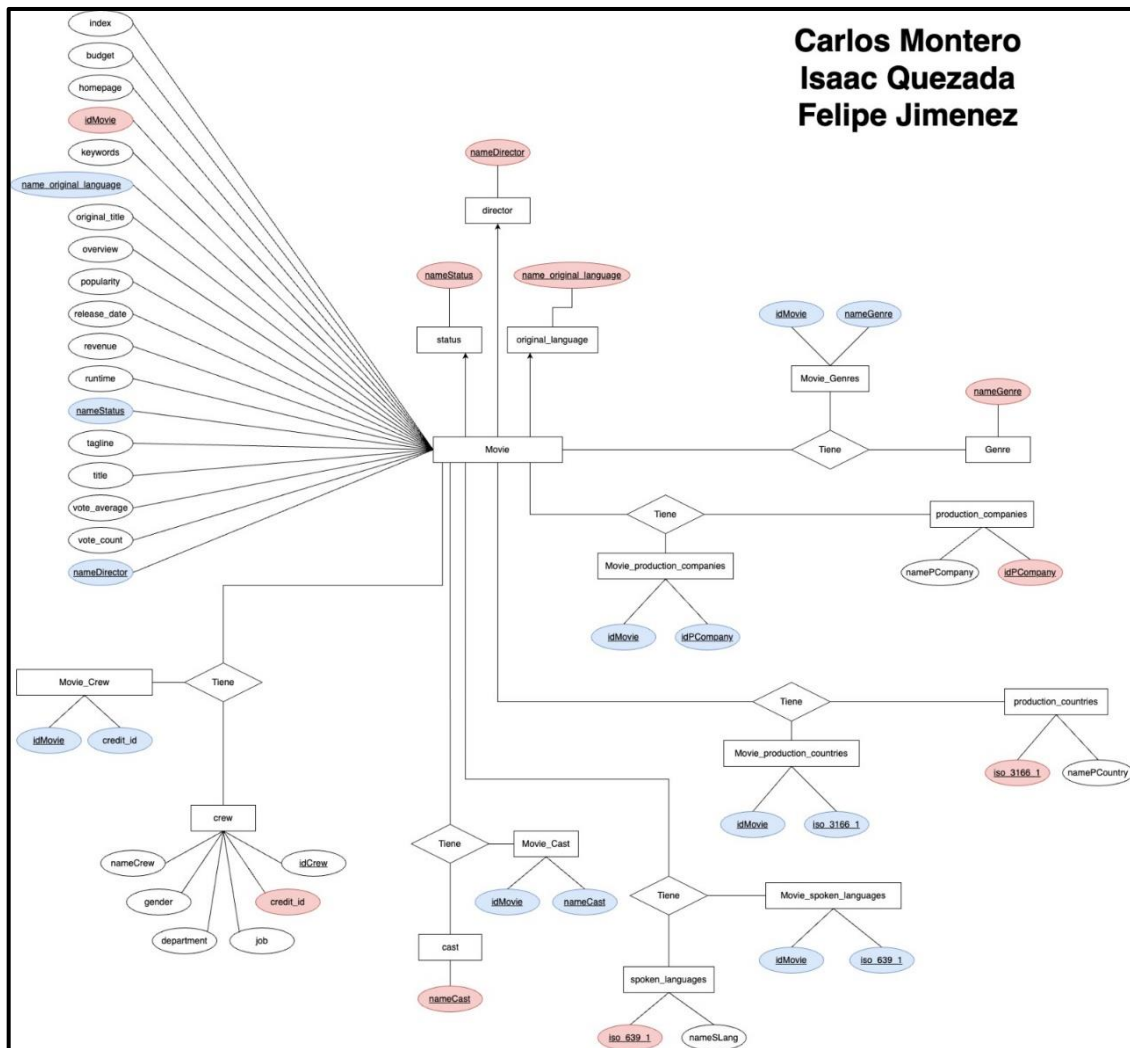 Carlos Montero
Isaac Quezada
Felipe Jimenez
index
budget
homepage
idMovie
keywords
name_original_language
original_title
overview
popularity
release_date
revenue
runtime
nameStatus
tagline
title
vote_average
vote_count
nameDirector
nameDirector
director
nameStatus
name_original_language
status
original_language
Movie
idMovie
nameGenre
Movie_Genres
nameGenre
Tiene
Genre
Tiene
production_companies
Movie_production_companies
namePCompany
idPCompany
idMovie
idPCompany
Movie_Crew
Tiene
idMovie
credit_id
Tiene
production_countries
Movie_production_countries
iso_3166_1
namePCountry
idMovie
iso_3166_1
crew
nameCrew
idCrew
gender
credit_id
department
job
Tiene
Movie_Cast
idMovie
nameCast
cast
nameCast
Tiene
Movie_spoken_languages
idMovie
iso_639_1
spoken_languages
iso_639_1
nameSLang